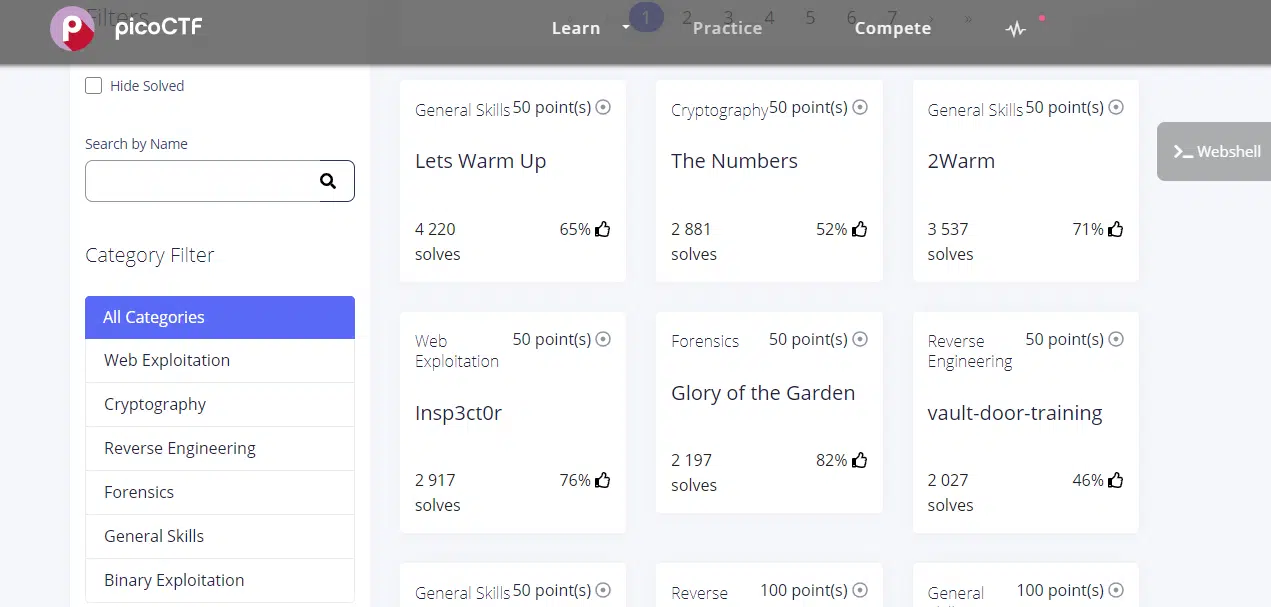 Filters
picoCTF
Learn
Practice
Compete
1 2 3 4 5 6 7 › »
Hide Solved
Search by Name
Category Filter
All Categories
Web Exploitation
Cryptography
Reverse Engineering
Forensics
General Skills
Binary Exploitation
General Skills 50 point(s)
Lets Warm Up
4 220 65%
solves
Cryptography 50 point(s)
The Numbers
2 881 52%
solves
General Skills 50 point(s)
2Warm
3 537 71%
solves
>_ Webshell
Web 50 point(s)
Exploitation
Insp3ct0r
2 917 76%
solves
Forensics 50 point(s)
Glory of the Garden
2 197 82%
solves
Reverse 50 point(s)
Engineering
vault-door-training
2 027 46%
solves
General Skills 50 point(s)
Reverse 100 point(s)
General 100 point(s)